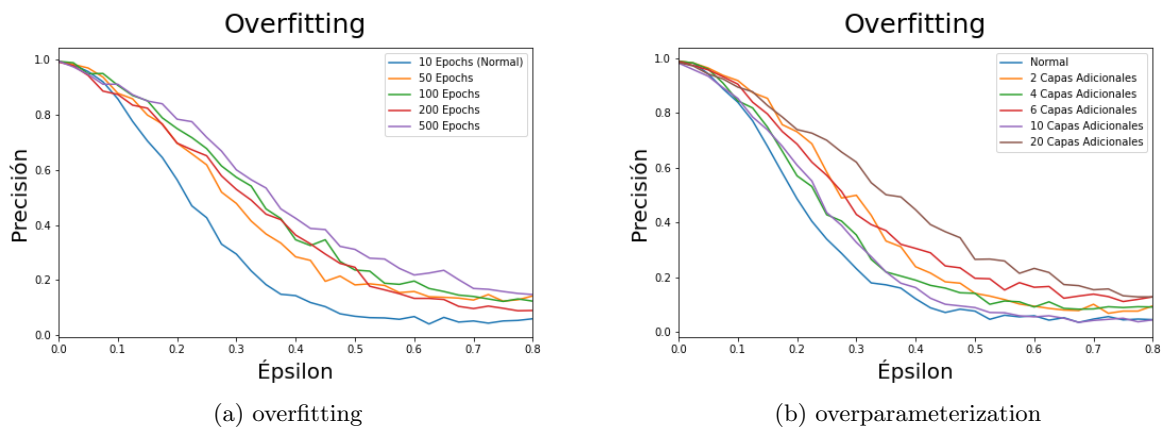 Overfitting
1.0
0.8
0.6
0.4
0.2
0.0
Precisión
10 Epochs (Normal)
50 Epochs
100 Epochs
200 Epochs
500 Epochs
0.0 0.1 0.2 0.3 0.4 0.5 0.6 0.7 0.8
Épsilon
(a) overfitting
Overfitting
1.0
0.8
0.6
0.4
0.2
0.0
Precisión
Normal
2 Capas Adicionales
4 Capas Adicionales
6 Capas Adicionales
10 Capas Adicionales
20 Capas Adicionales
0.0 0.1 0.2 0.3 0.4 0.5 0.6 0.7 0.8
Épsilon
(b) overparameterization